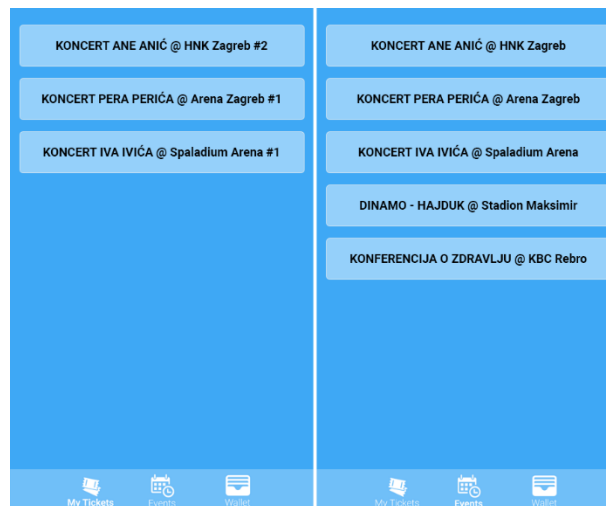 KONCERT ANE ANIĆ @ HNK Zagreb #2
KONCERT PERA PERIĆA @ Arena Zagreb #1
KONCERT IVA IVIĆA @ Spaladium Arena #1
My Tickets
Events
Wallet
KONCERT ANE ANIĆ @ HNK Zagreb
KONCERT PERA PERIĆA @ Arena Zagreb
KONCERT IVA IVIĆA @ Spaladium Arena
DINAMO - HAJDUK @ Stadion Maksimir
KONFERENCIJA O ZDRAVLJU @ KBC Rebro
My Tickets
Events
Wallet